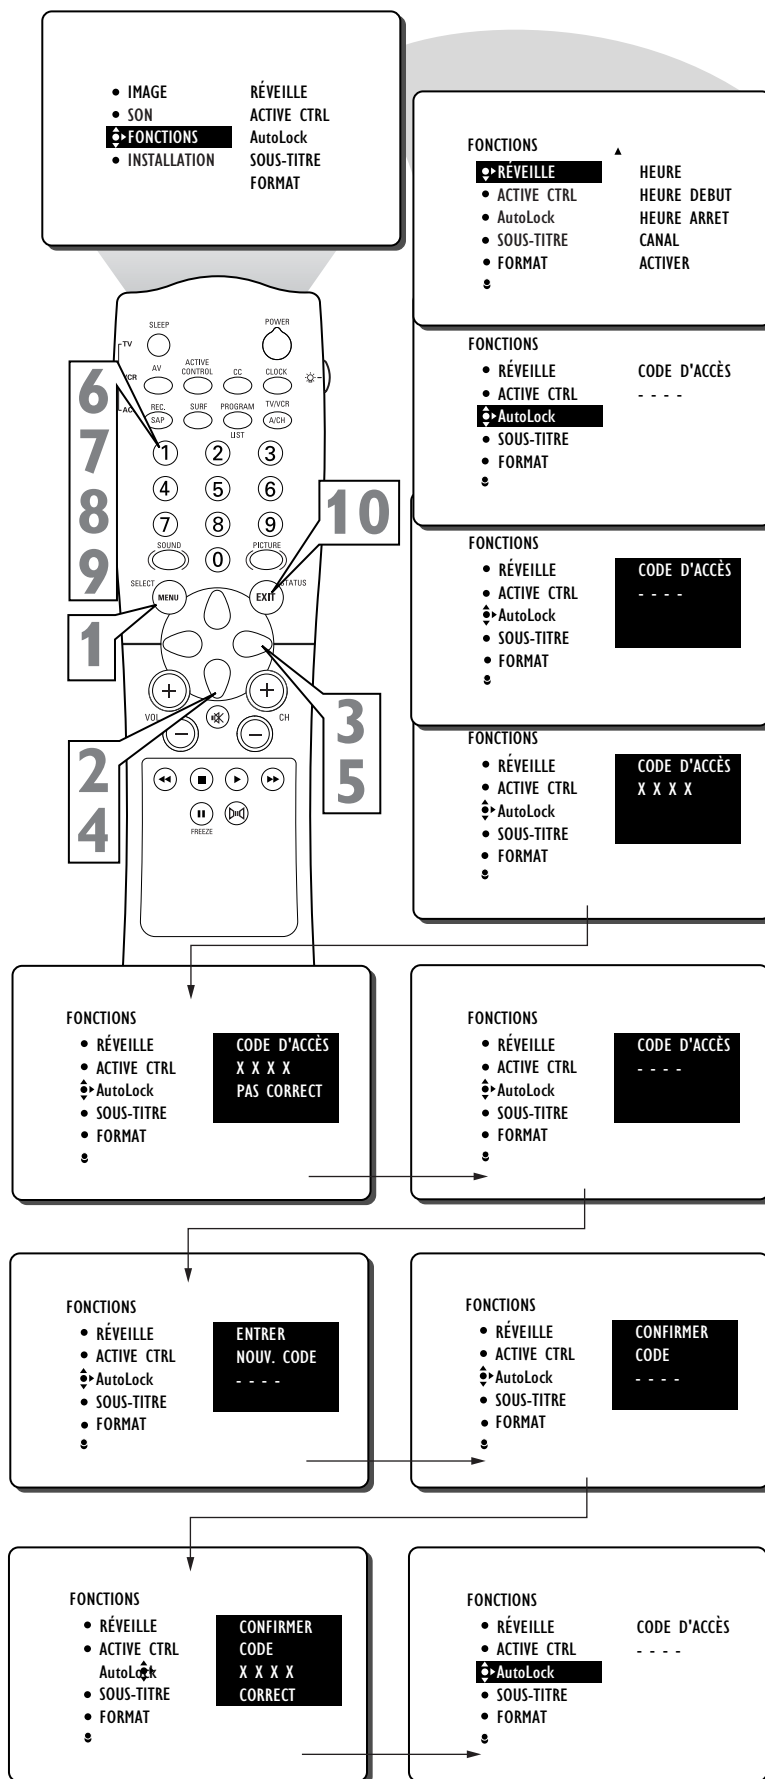 • IMAGE RÉVEILLE
• SON ACTIVE CTRL
FONCTIONS AutoLock
• INSTALLATION SOUS-TITRE
FORMAT
FONCTIONS
RÉVEILLE HEURE
• ACTIVE CTRL HEURE DEBUT
• AutoLock HEURE ARRET
• SOUS-TITRE CANAL
• FORMAT ACTIVER
FONCTIONS
• RÉVEILLE CODE D'ACCÈS
• ACTIVE CTRL - - - -
AutoLock
• SOUS-TITRE
• FORMAT
FONCTIONS
• RÉVEILLE CODE D'ACCÈS
• ACTIVE CTRL - - - -
AutoLock
• SOUS-TITRE
• FORMAT
FONCTIONS
• RÉVEILLE CODE D'ACCÈS
• ACTIVE CTRL X X X X
AutoLock
• SOUS-TITRE
• FORMAT
SLEEP POWER
TV
AV ACTIVE CONTROL CC CLOCK
REC. SURF PROGRAM TV/VCR
SAP A/CH
LIST
1 2 3
4 5 6
7 8 9
SOUND 0 PICTURE
SELECT STATUS
MENU EXIT
+ +
VOL CH
− −
FREEZE
6
7
8
9
10
1
2
4
3
5
FONCTIONS
• RÉVEILLE CODE D'ACCÈS
• ACTIVE CTRL X X X X
AutoLock PAS CORRECT
• SOUS-TITRE
• FORMAT
FONCTIONS
• RÉVEILLE CODE D'ACCÈS
• ACTIVE CTRL - - - -
AutoLock
• SOUS-TITRE
• FORMAT
FONCTIONS
• RÉVEILLE ENTRER
• ACTIVE CTRL NOUV. CODE
AutoLock - - - -
• SOUS-TITRE
• FORMAT
FONCTIONS
• RÉVEILLE CONFIRMER
• ACTIVE CTRL CODE
AutoLock - - - -
• SOUS-TITRE
• FORMAT
FONCTIONS
• RÉVEILLE CONFIRMER
• ACTIVE CTRL CODE
AutoLock X X X X
• SOUS-TITRE CORRECT
• FORMAT
FONCTIONS
• RÉVEILLE CODE D'ACCÈS
• ACTIVE CTRL - - - -
AutoLock
• SOUS-TITRE
• FORMAT